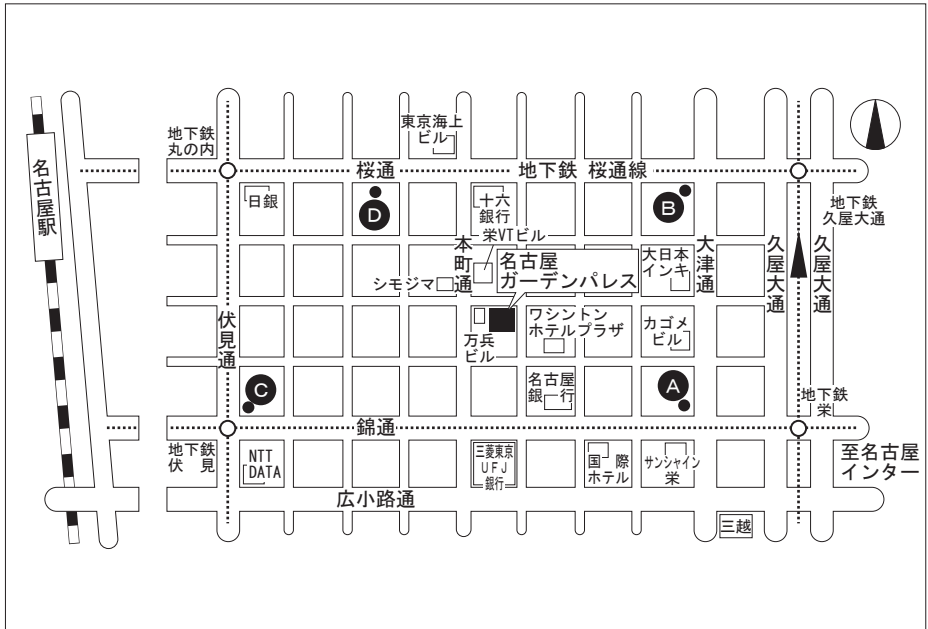 東京海上
ビル
地下鉄
丸の内
名古屋駅
桜通
地下鉄 桜通線
日銀
D
十六
銀行
B
地下鉄
久屋大通
栄VTビル
本町通
名古屋
ガーデンパレス
大日本
インキ
大津通
久屋大通
久屋大通
シモジマ
伏見通
万兵
ビル
ワシントン
ホテルプラザ
カゴメ
ビル
C
名古屋
銀行
A
地下鉄
栄
錦通
地下鉄
伏見
NTT
DATA
三菱東京
UFJ
銀行
国際
ホテル
サンシャイン
栄
至名古屋
インター
広小路通
三越